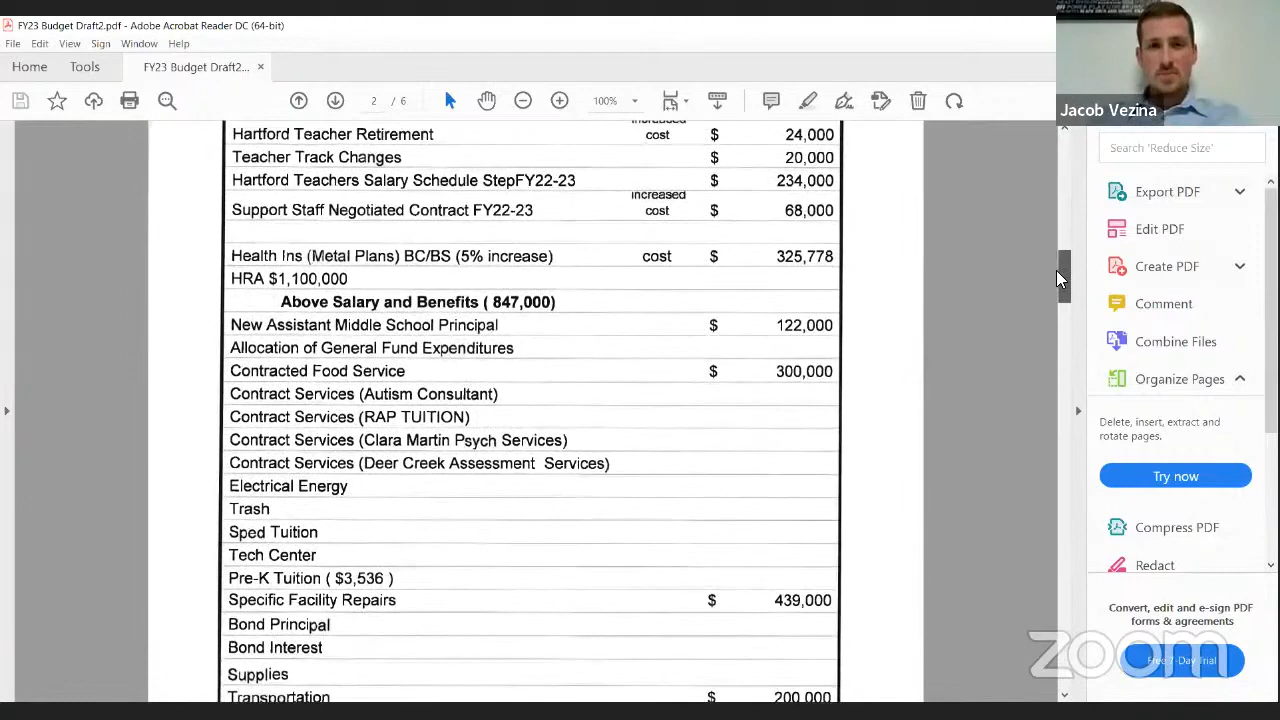 FY23 Budget Draft2.pdf - Adobe Acrobat Reader DC (64-bit)
File Edit View Sign Window Help
Home Tools FY23 Budget Draft2... ×
2 / 6 100%
Jacob Vezina
increased
Hartford Teacher Retirement cost $ 24,000
Teacher Track Changes $ 20,000
Hartford Teachers Salary Schedule StepFY22-23 $ 234,000
increased
Support Staff Negotiated Contract FY22-23 cost $ 68,000
Health Ins (Metal Plans) BC/BS (5% increase) cost $ 325,778
HRA $1,100,000
Above Salary and Benefits ( 847,000)
New Assistant Middle School Principal $ 122,000
Allocation of General Fund Expenditures
Contracted Food Service $ 300,000
Contract Services (Autism Consultant)
Contract Services (RAP TUITION)
Contract Services (Clara Martin Psych Services)
Contract Services (Deer Creek Assessment Services)
Electrical Energy
Trash
Sped Tuition
Tech Center
Pre-K Tuition ( $3,536 )
Specific Facility Repairs $ 439,000
Bond Principal
Bond Interest
Supplies
Transportation $ 200,000
Search 'Reduce Size'
Export PDF
Edit PDF
Create PDF
Comment
Combine Files
Organize Pages
Delete, insert, extract and
rotate pages.
Try now
Compress PDF
Redact
Convert, edit and e-sign PDF
forms & agreements
Free 7-Day Trial
zoom